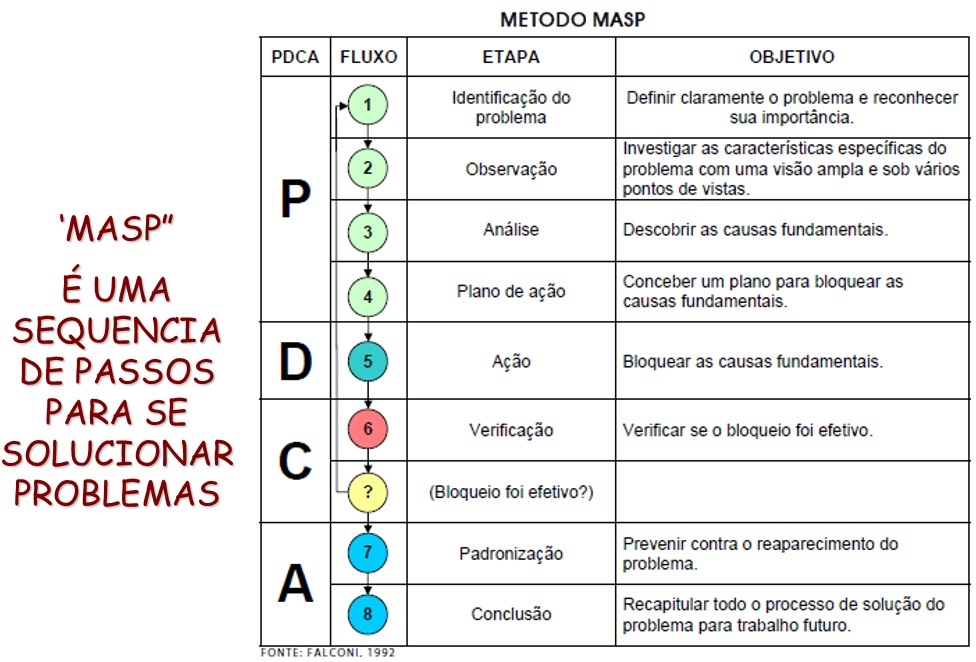 METODO MASP
PDCA FLUXO ETAPA OBJETIVO
P
1 Identificação do
problema
Definir claramente o problema e reconhecer
sua importância.
2 Observação
Investigar as características específicas do
problema com uma visão ampla e sob vários
pontos de vistas.
3 Análise Descobrir as causas fundamentais.
4 Plano de ação
Conceber um plano para bloquear as
causas fundamentais.
D
5 Ação Bloquear as causas fundamentais.
C
6 Verificação Verificar se o bloqueio foi efetivo.
? (Bloqueio foi efetivo?)
A
7 Padronização
Prevenir contra o reaparecimento do
problema.
8 Conclusão
Recapitular todo o processo de solução do
problema para trabalho futuro.
FONTE: FALCONI, 1992
‘MASP”
É UMA
SEQUENCIA
DE PASSOS
PARA SE
SOLUCIONAR
PROBLEMAS